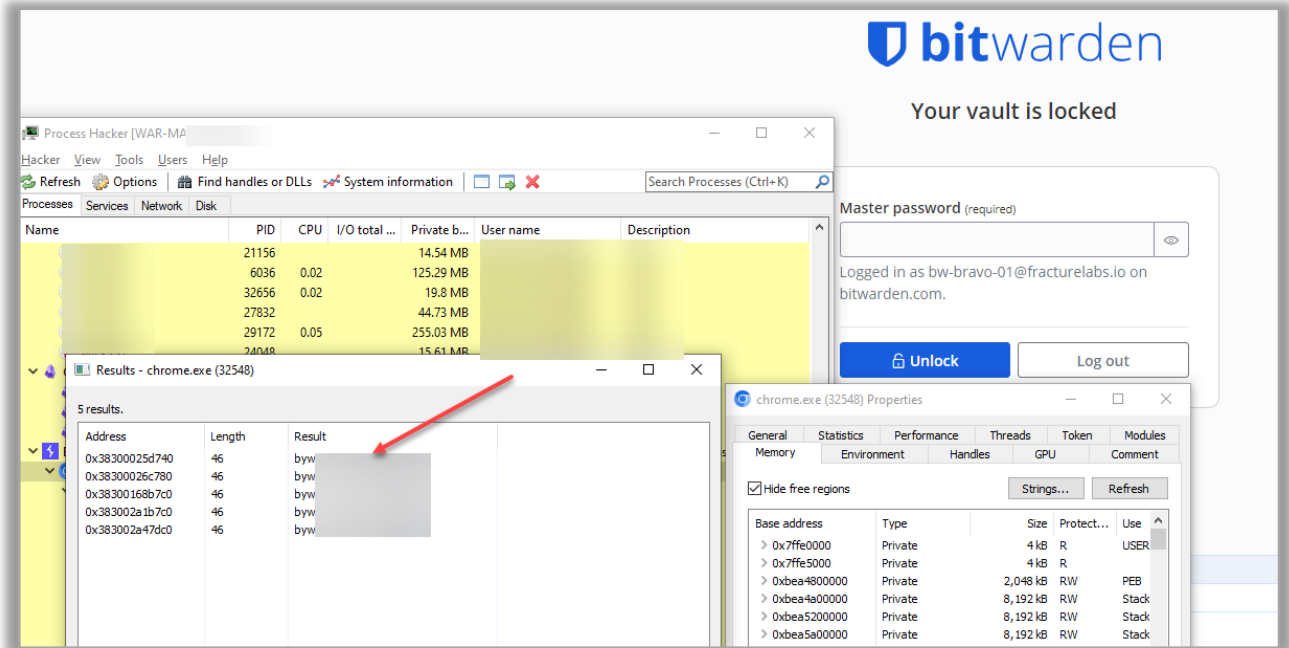 bitwarden
Your vault is locked
Master password (required)
Logged in as bw-bravo-01@fracturelabs.io on
bitwarden.com.
Unlock Log out
Process Hacker [WAR-MA
Hacker View Tools Users Help
Refresh Options Find handles or DLLs System information Search Processes (Ctrl+K)
Processes Services Network Disk
Name PID CPU I/O total ... Private b... User name Description
21156 14.54 MB
6036 0.02 125.29 MB
32656 0.02 19.8 MB
27832 44.73 MB
29172 0.05 255.03 MB
24048 15.61 MB
Results - chrome.exe (32548)
5 results.
Address Length Result
0x38300025d740 46 byw
0x38300026c780 46 byw
0x38300168b7c0 46 byw
0x383002a1b7c0 46 byw
0x383002a47dc0 46 byw
chrome.exe (32548) Properties
General Statistics Performance Threads Token Modules
Memory Environment Handles GPU Comment
Hide free regions Strings... Refresh
Base address Type Size Protect... Use
0x7ffe0000 Private 4 kB R USER
0x7ffe5000 Private 4 kB R
0xbea4800000 Private 2,048 kB RW PEB
0xbea4a00000 Private 8,192 kB RW Stack
0xbea5200000 Private 8,192 kB RW Stack
0xbea5a00000 Private 8,192 kB RW Stack